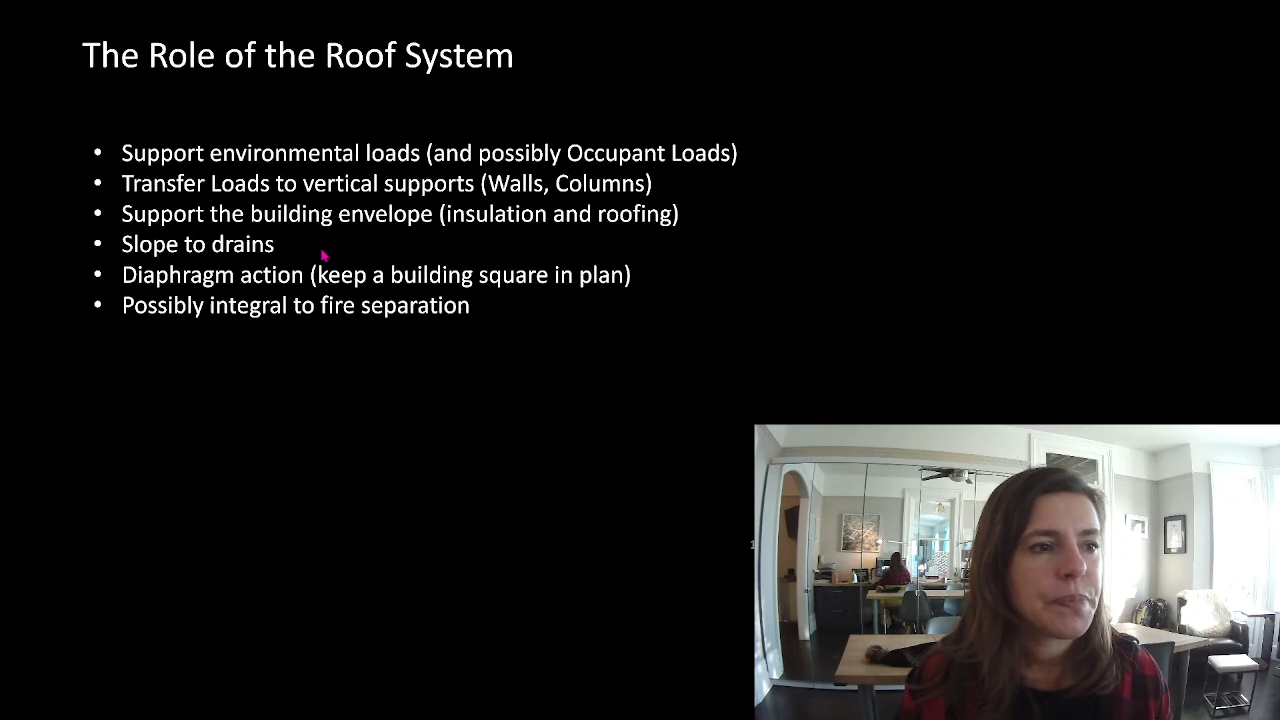 The Role of the Roof System
• Support environmental loads (and possibly Occupant Loads)
• Transfer Loads to vertical supports (Walls, Columns)
• Support the building envelope (insulation and roofing)
• Slope to drains
• Diaphragm action (keep a building square in plan)
• Possibly integral to fire separation